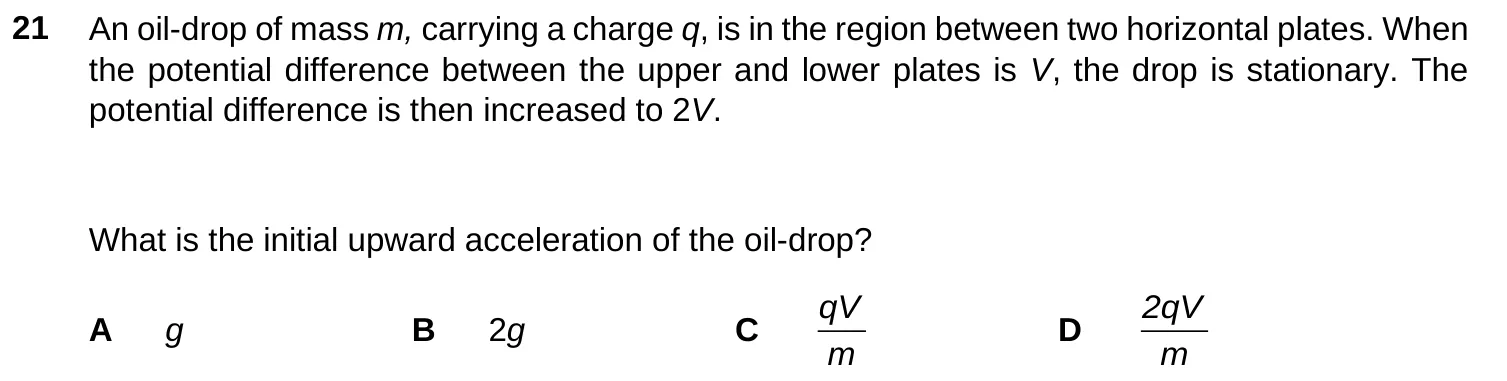 21 An oil-drop of mass m, carrying a charge q, is in the region between two horizontal plates. When
the potential difference between the upper and lower plates is V, the drop is stationary. The
potential difference is then increased to 2V.
What is the initial upward acceleration of the oil-drop?
A g B 2g C qV/m D 2qV/m